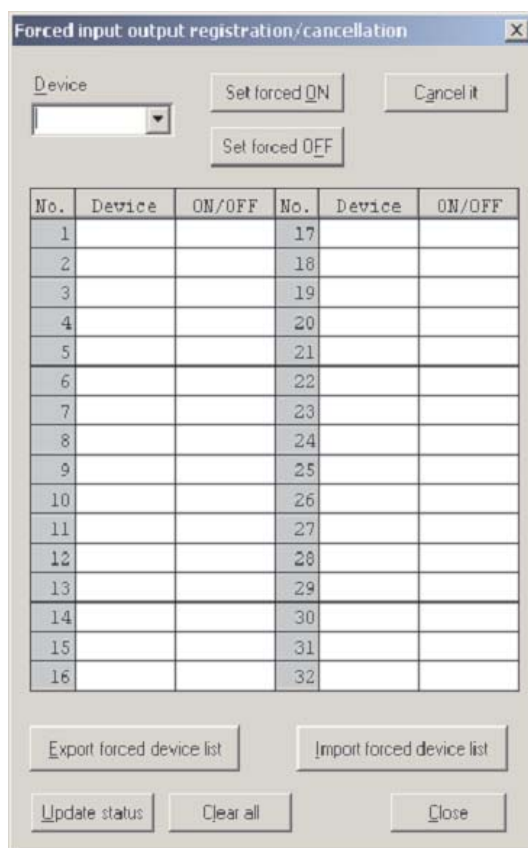 Forced input output registration/cancellation
Device
Set forced ON
Cancel it
Set forced OFF
No. Device ON/OFF No. Device ON/OFF
1 17
2 18
3 19
4 20
5 21
6 22
7 23
8 24
9 25
10 26
11 27
12 28
13 29
14 30
15 31
16 32
Export forced device list
Import forced device list
Update status
Clear all
Close